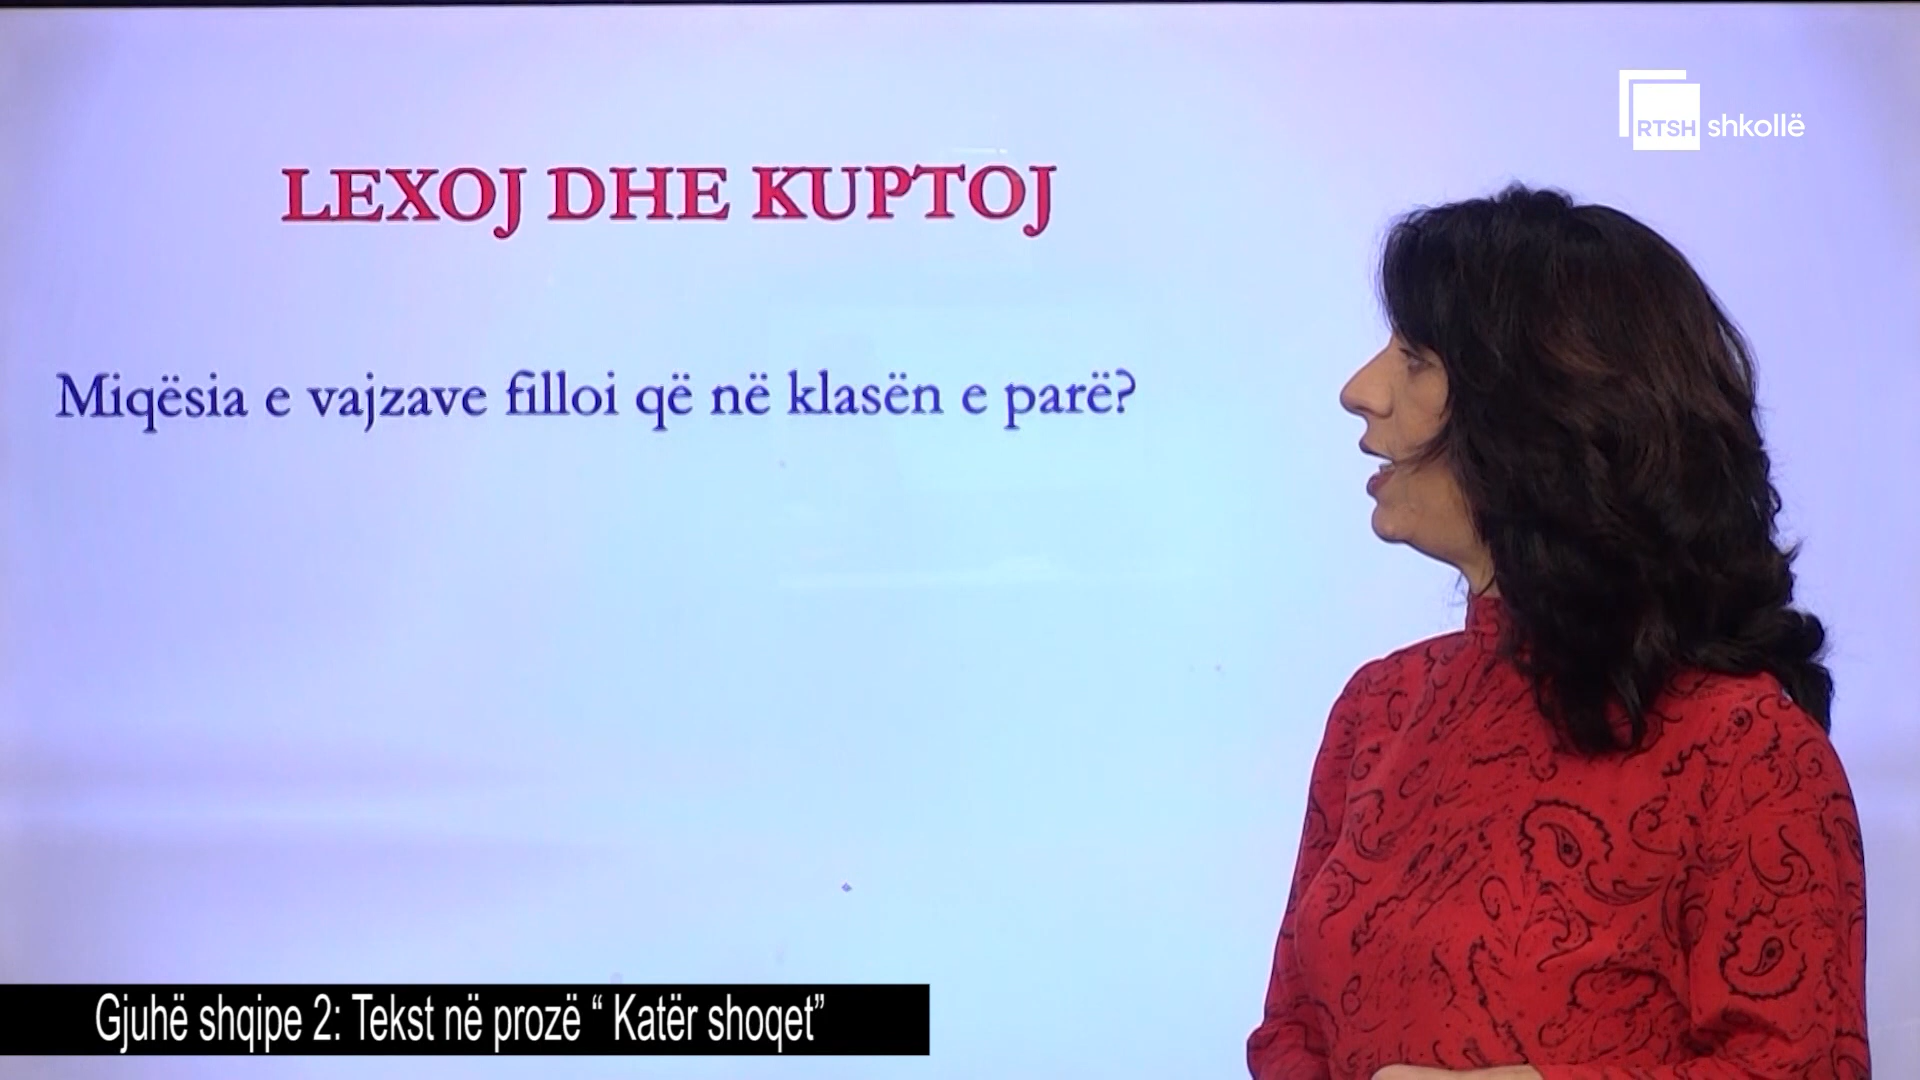 RTSH shkollë
LEXOJ DHE KUPTOJ
Miqësia e vajzave filloi që në klasën e parë?
Gjuhë shqipe 2: Tekst në prozë “ Katër shoqet”